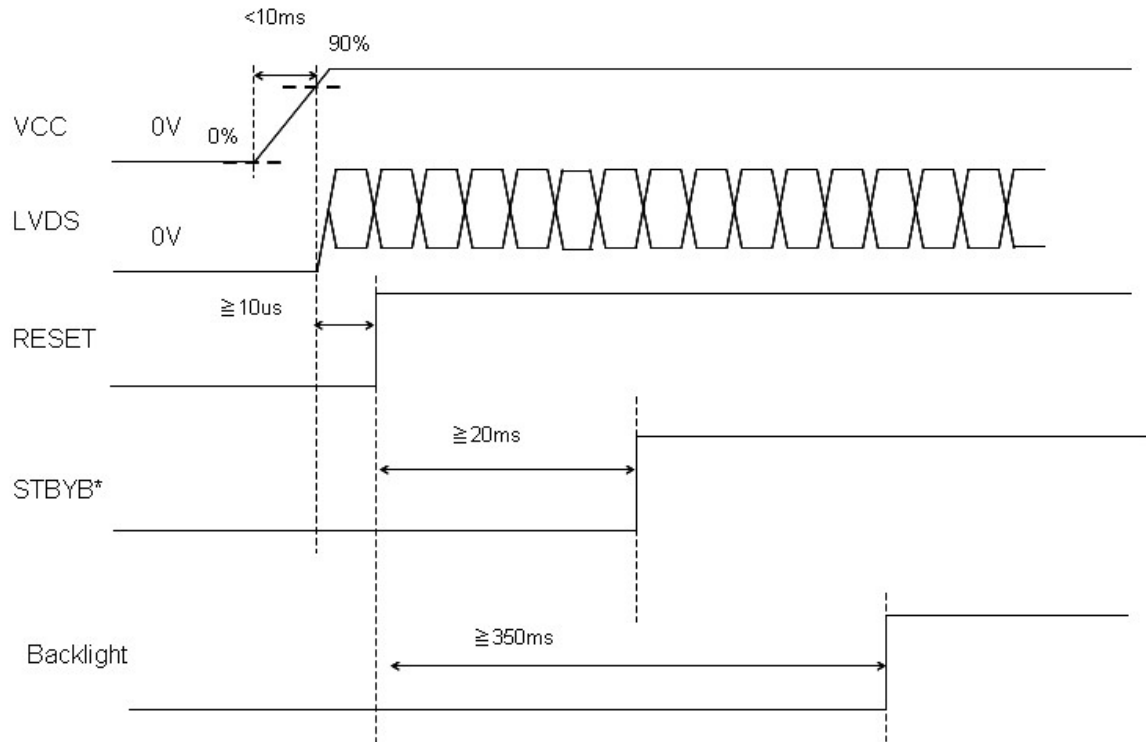 <10ms
90%
VCC
0V
0%
LVDS
0V
≧10us
RESET
≧20ms
STBYB*
≧350ms
Backlight